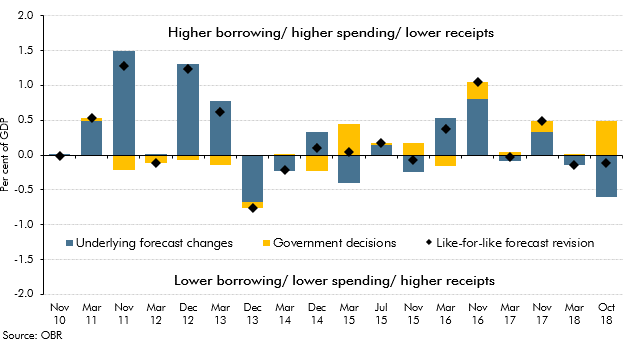 2.0
Higher borrowing/ higher spending/ lower receipts
1.5
1.0
0.5
0.0
-0.5
-1.0
-1.5
-2.0
Per cent of GDP
Underlying forecast changes Government decisions Like-for-like forecast revision
Lower borrowing/ lower spending/ higher receipts
Nov Mar Nov Mar Dec Mar Dec Mar Dec Mar Jul Nov Mar Nov Mar Nov Mar Oct
10 11 11 12 12 13 13 14 14 15 15 15 16 16 17 17 18 18
Source: OBR